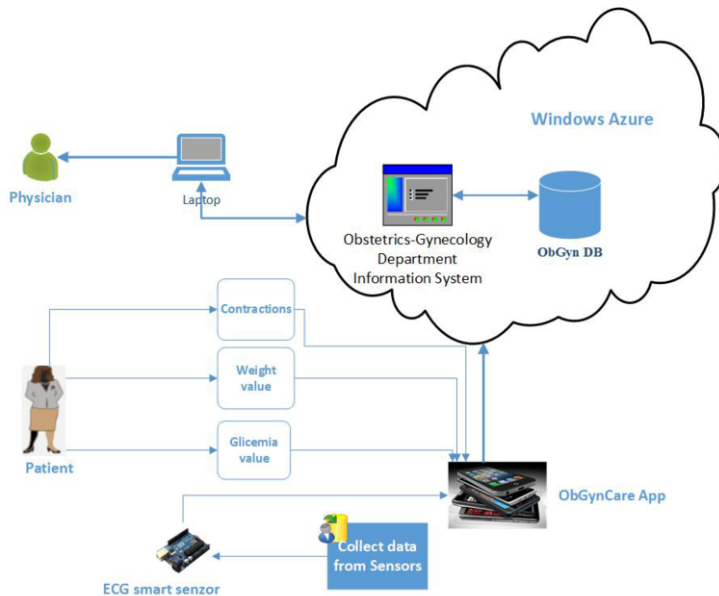 Windows Azure
Physician
Laptop
Obstetrics-Gynecology
Department
Information System
ObGyn DB
Contractions
Weight
value
Glicemia
value
Patient
ObGynCare App
Collect data
from Sensors
ECG smart senzor